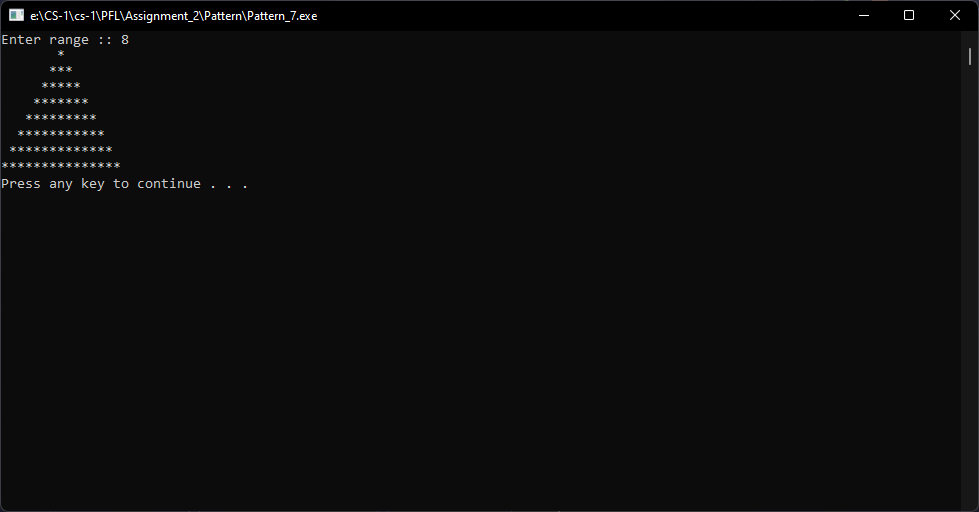 e:\CS-1\cs-1\PFL\Assignment_2\Pattern\Pattern_7.exe
Enter range :: 8
       *
      ***
     *****
    *******
   *********
  ***********
 *************
***************
Press any key to continue . . .